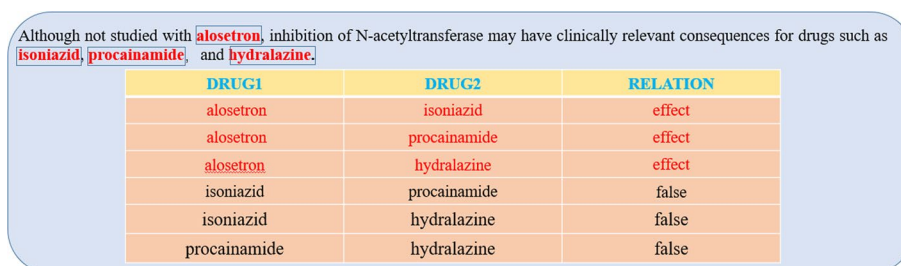 Although not studied with alosetron, inhibition of N-acetyltransferase may have clinically relevant consequences for drugs such as
isoniazid, procainamide, and hydralazine.
DRUG1 DRUG2 RELATION
alosetron isoniazid effect
alosetron procainamide effect
alosetron hydralazine effect
isoniazid procainamide false
isoniazid hydralazine false
procainamide hydralazine false